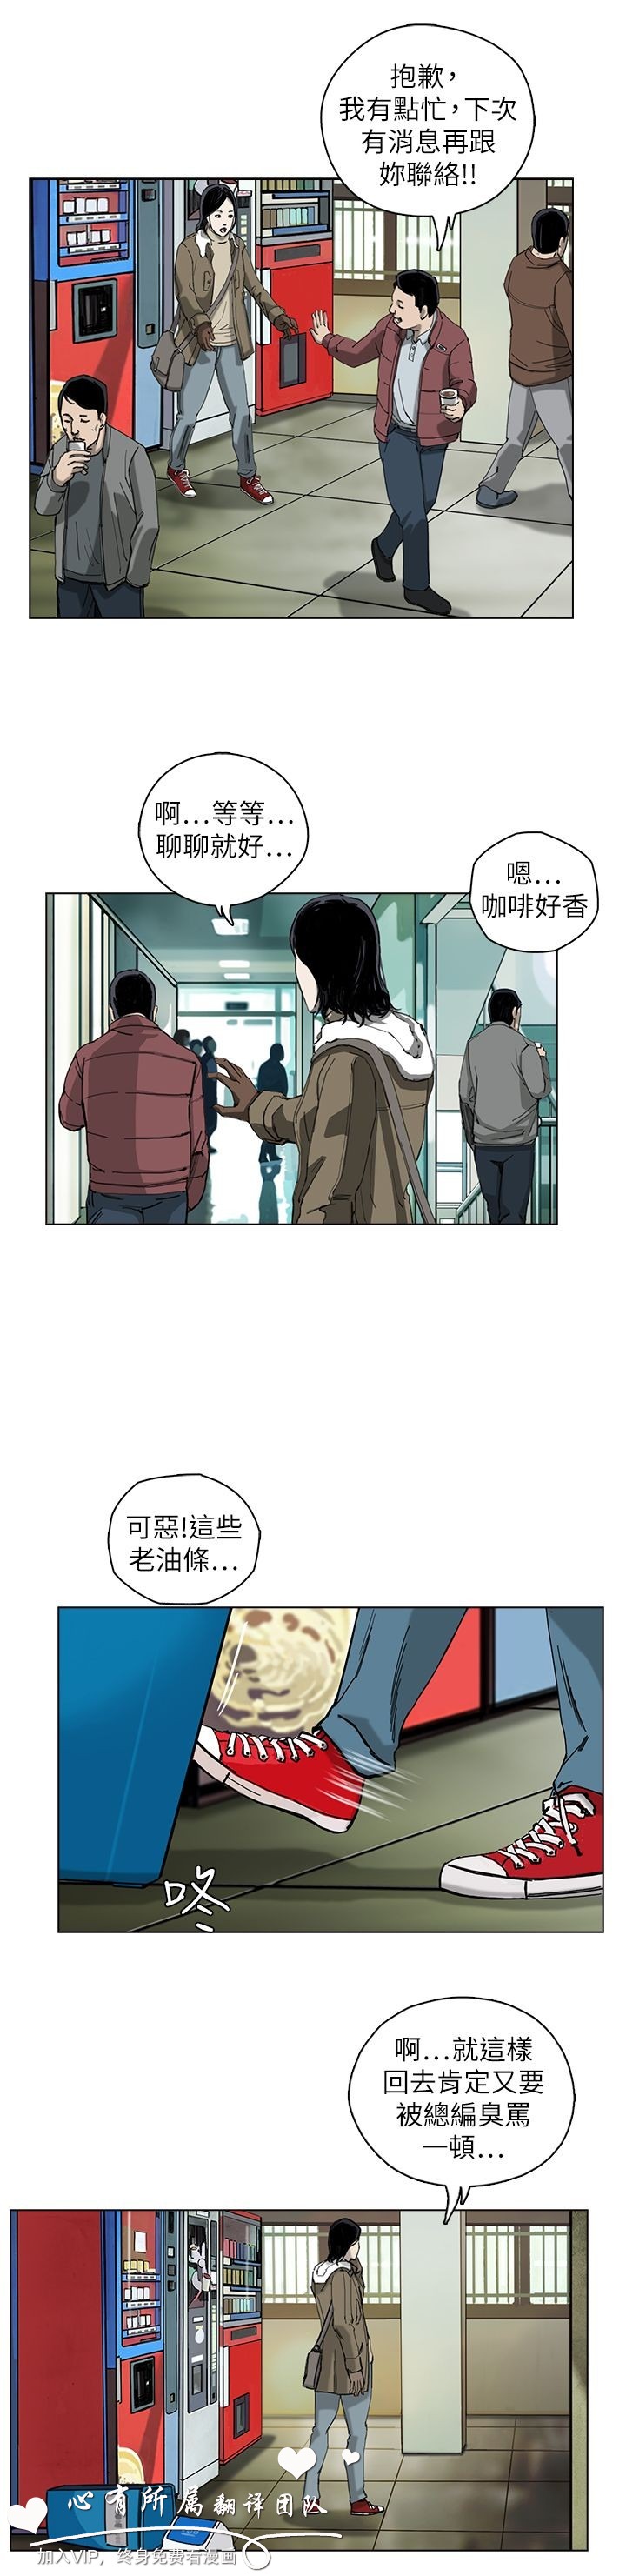 抱歉，
我有點忙，下次
有消息再跟
妳聯絡!!
啊...等等...
聊聊就好...
嗯...
咖啡好香
可惡!這些
老油條...
咚
啊...就這樣
回去肯定又要
被總編臭罵
一頓...
心有所属翻译团队
加入VIP，终身免费看漫画